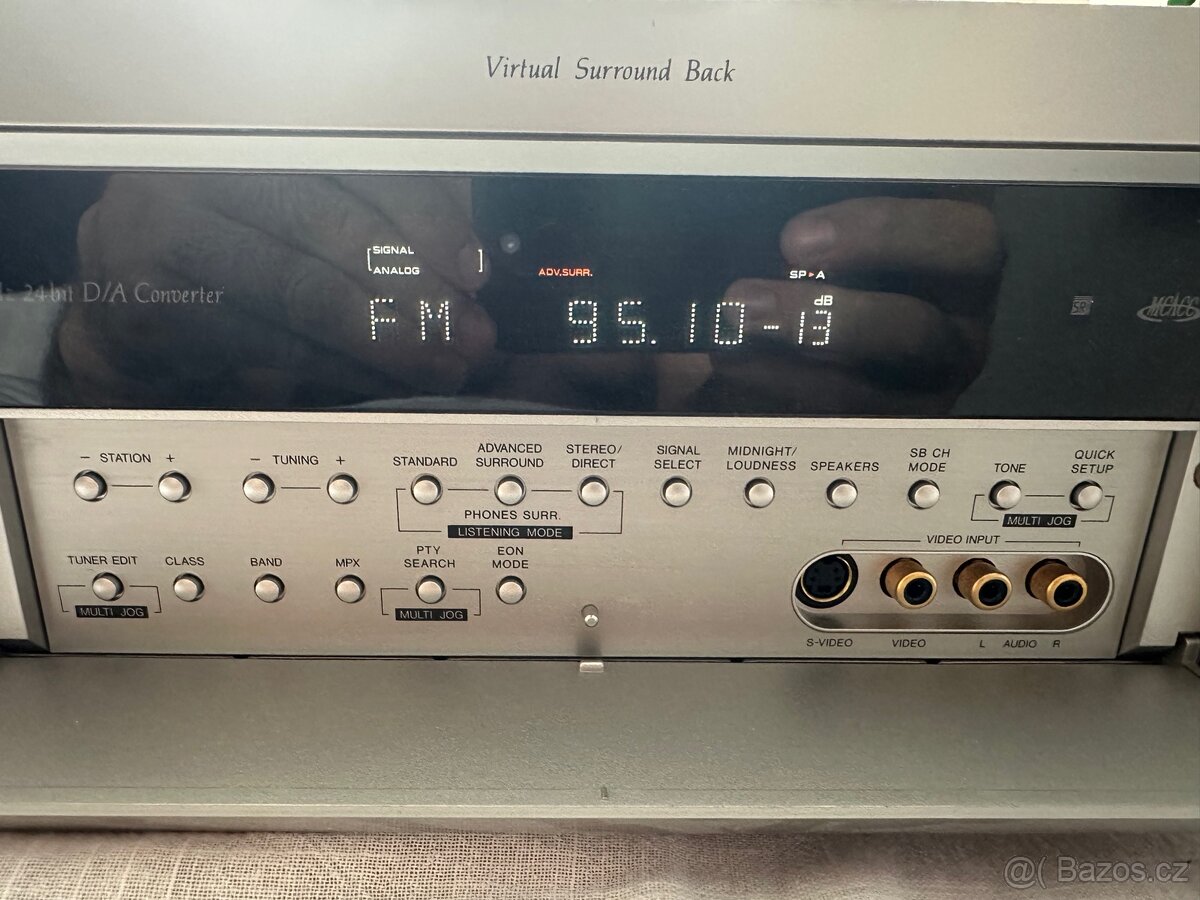 Virtual Surround Back
SIGNAL
ANALOG
ADV.SURR.
SP►A
24-bit D/A Converter
dB
FM 95.10 -13
MCACC
- STATION +
- TUNING +
STANDARD
ADVANCED
SURROUND
STEREO/
DIRECT
PHONES SURR.
LISTENING MODE
SIGNAL
SELECT
MIDNIGHT/
LOUDNESS
SPEAKERS
SB CH
MODE
TONE
QUICK
SETUP
MULTI JOG
TUNER EDIT
MULTI JOG
CLASS
BAND
MPX
PTY
SEARCH
MULTI JOG
EON
MODE
VIDEO INPUT
S-VIDEO
VIDEO
L AUDIO R
@( Bazos.cz